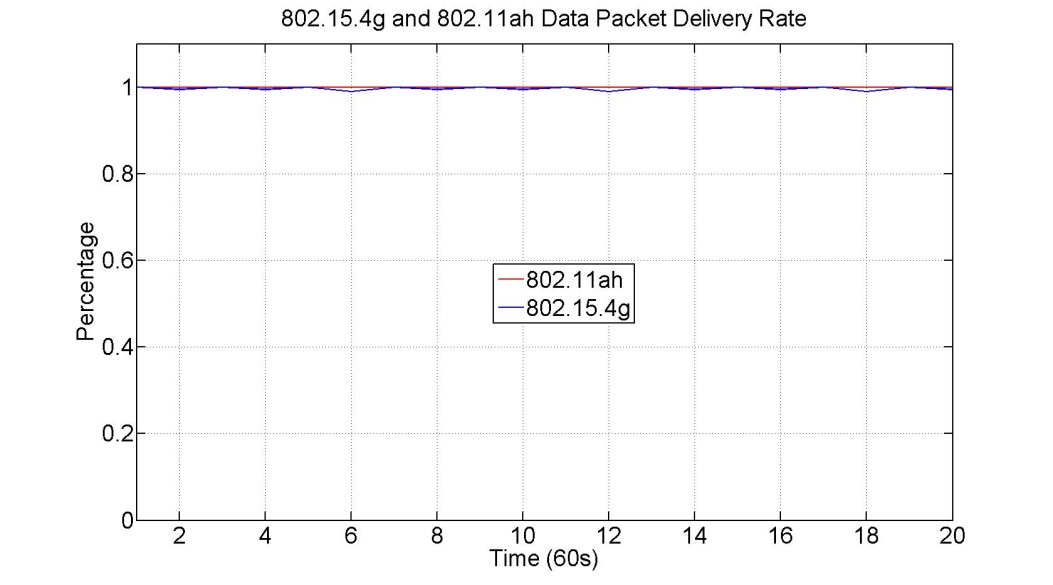 802.15.4g and 802.11ah Data Packet Delivery Rate
1
0.8
0.6
0.4
0.2
0
Percentage
802.11ah
802.15.4g
2 4 6 8 10 12 14 16 18 20
Time (60s)